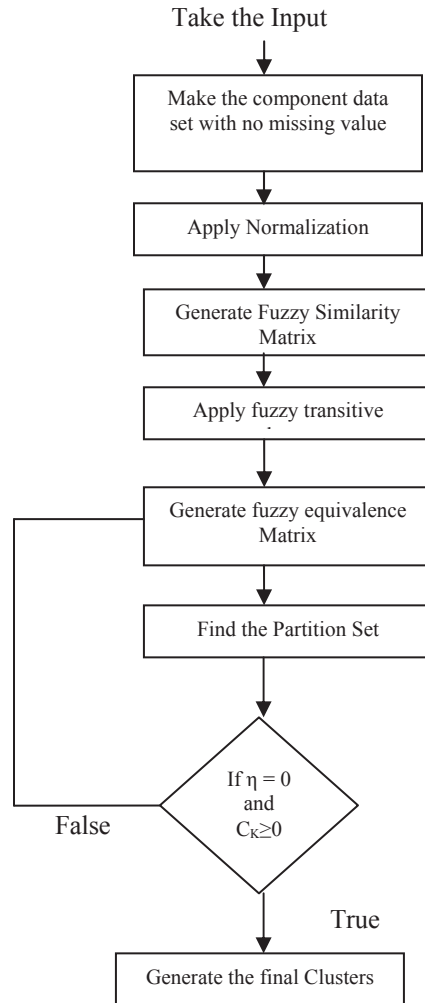 Take the Input
Make the component data
set with no missing value
Apply Normalization
Generate Fuzzy Similarity
Matrix
Apply fuzzy transitive
Generate fuzzy equivalence
Matrix
Find the Partition Set
If η = 0
and
C_K≥0
False
True
Generate the final Clusters